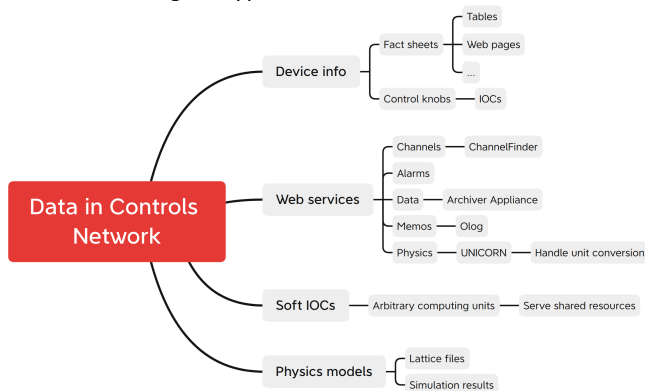 Tables
Fact sheets
Web pages
...
Device info
Control knobs
IOCs
Channels
ChannelFinder
Alarms
Data in Controls
Network
Web services
Data
Archiver Appliance
Memos
Olog
Physics
UNICORN
Handle unit conversion
Soft IOCs
Arbitrary computing units
Serve shared resources
Physics models
Lattice files
Simulation results